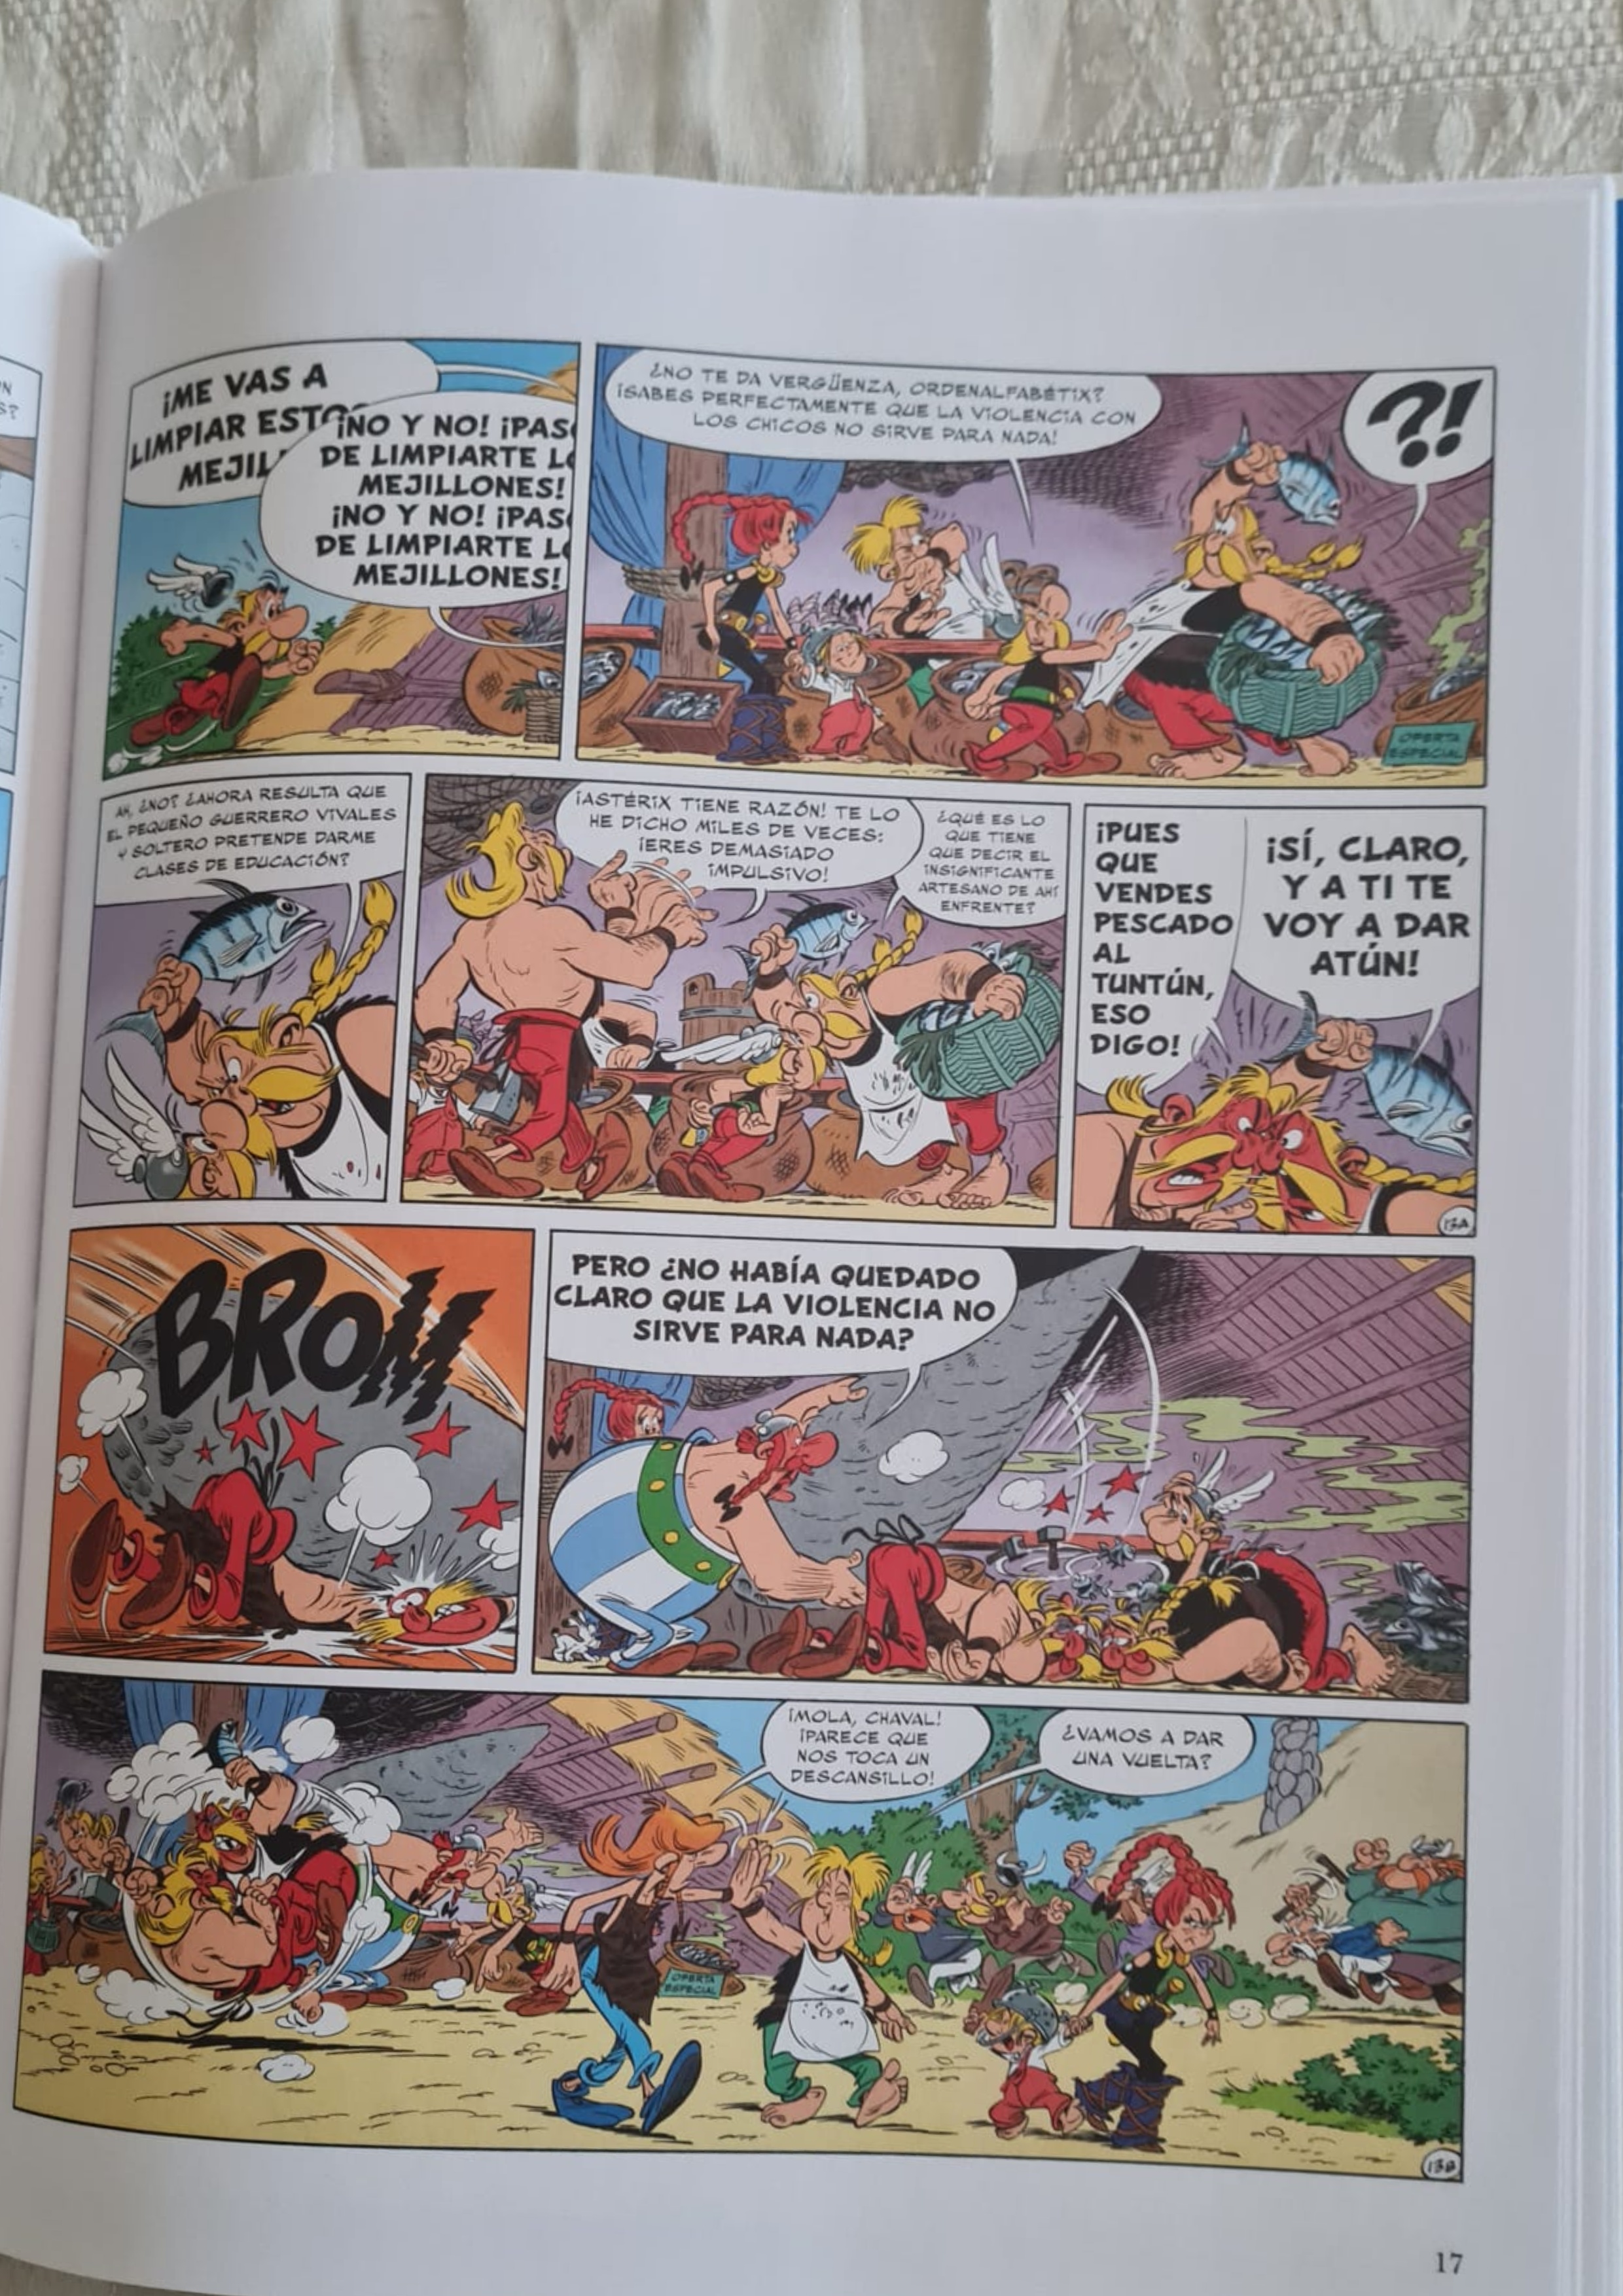 ¡ME VAS A
LIMPIAR
¡NO Y NO!
DE LIMPIARTE
MEJILLONES!
¡NO Y NO!
DE LIMPIARTE
MEJILLONES!
¿NO TE DA VERGÜENZA, ORDENALFABÉTIX?
¡SABES PERFECTAMENTE QUE LA VIOLENCIA CON
LOS CHICOS NO SIRVE PARA NADA!
?!
OFERTA
ESPECIAL
AH, ¿NO? ¿AHORA RESULTA QUE
EL PEQUEÑO GUERRERO VIVALES
Y SOLTERO PRETENDE DARME
CLASES DE EDUCACIÓN?
¡ASTÉRIX TIENE RAZÓN! TE LO
HE DICHO MILES DE VECES:
¡ERES DEMASIADO
IMPULSIVO!
¿QUÉ ES LO
QUE TIENE
QUE DECIR EL
INSIGNIFICANTE
ARTESANO DE AHÍ
ENFRENTE?
¡PUES
QUE
VENDES
PESCADO
AL
TUNTÚN,
ESO
DIGO!
¡SÍ, CLARO,
Y A TI TE
VOY A DAR
ATÚN!
13A
BROM
PERO ¿NO HABÍA QUEDADO
CLARO QUE LA VIOLENCIA NO
SIRVE PARA NADA?
¡MOLA, CHAVAL!
¡PARECE QUE
NOS TOCA UN
DESCANSILLO!
¿VAMOS A DAR
UNA VUELTA?
OFERTA
ESPECIAL
13B
17